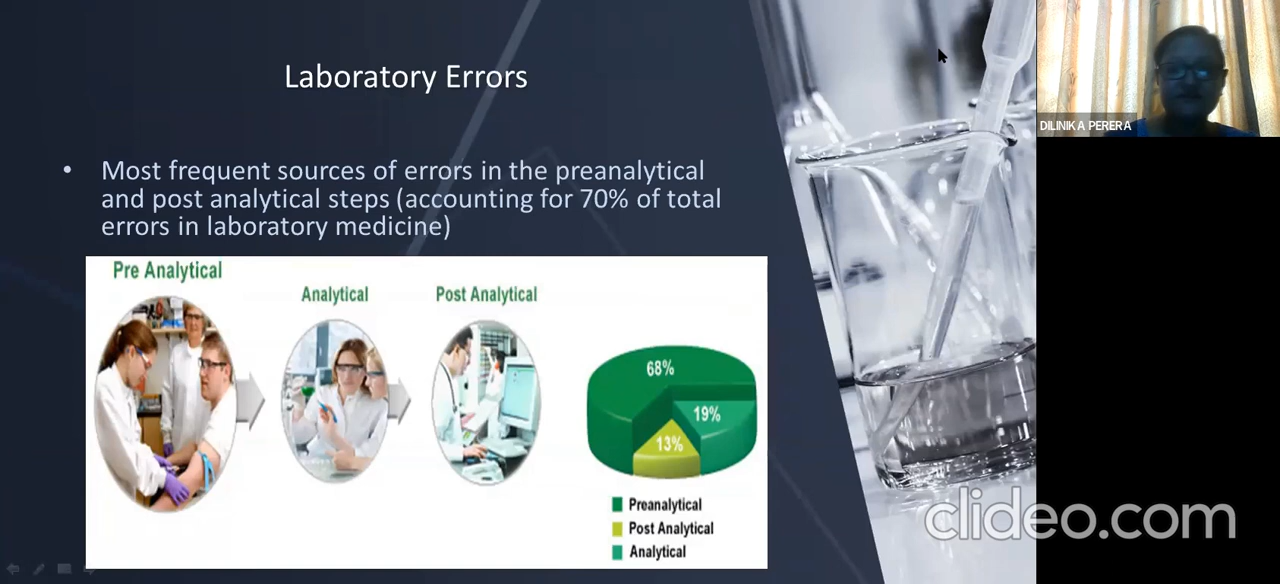 Laboratory Errors
DILINIKA PERERA
• Most frequent sources of errors in the preanalytical
and post analytical steps (accounting for 70% of total
errors in laboratory medicine)
Pre Analytical
Analytical
Post Analytical
68%
19%
13%
Preanalytical
Post Analytical
Analytical
clideo.com